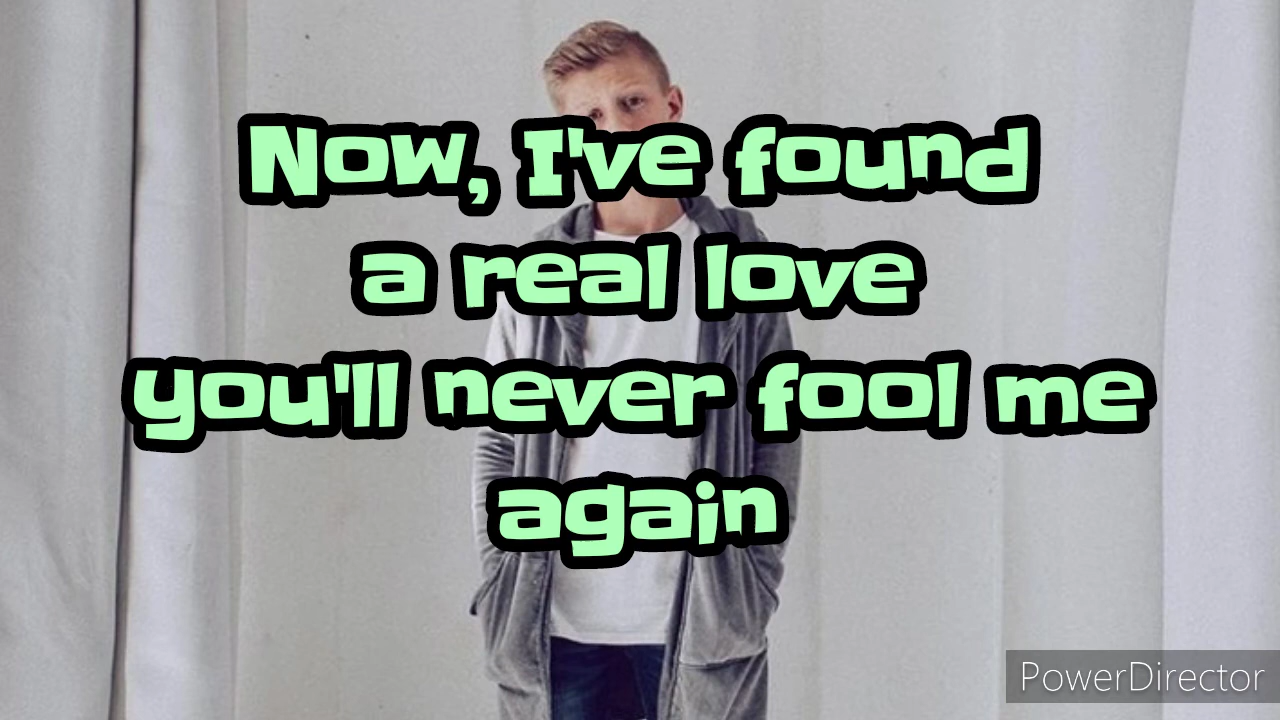 Now, I've found
a real love
you'll never fool me
again
PowerDirector